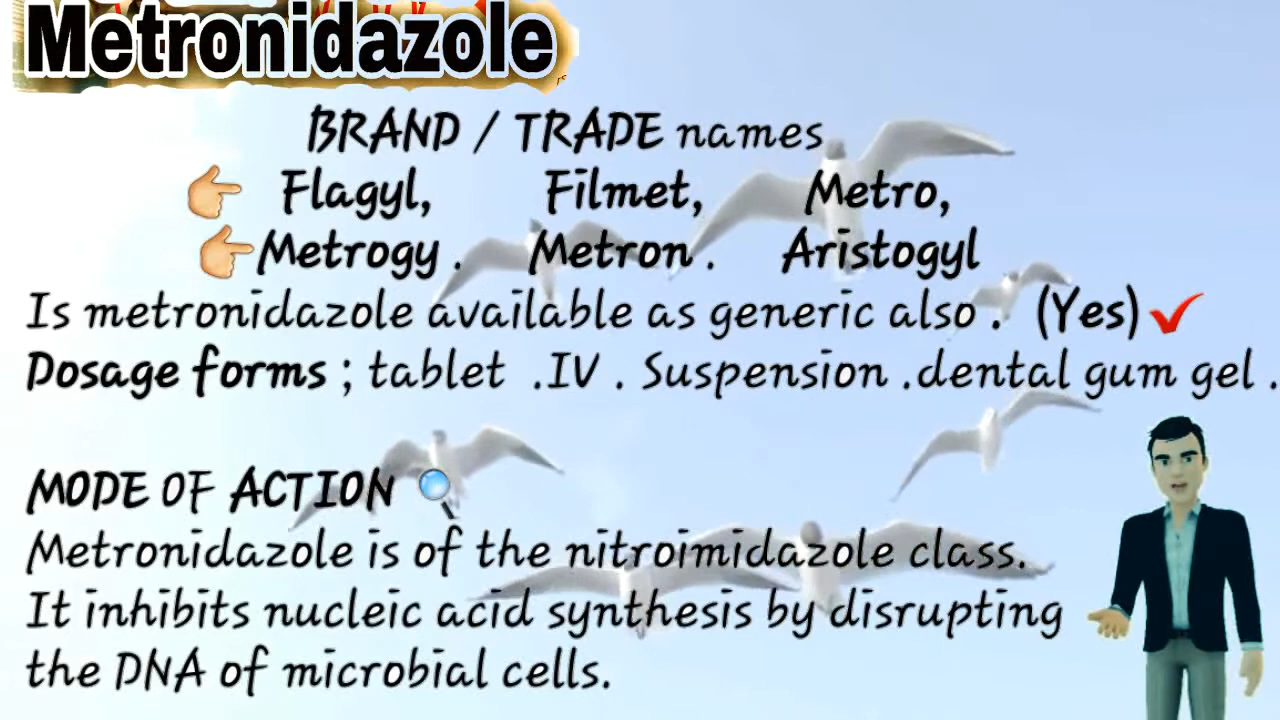 Metronidazole
BRAND / TRADE names
👉 Flagyl, Filmet, Metro,
👉 Metrogy . Metron . Aristogyl
Is metronidazole available as generic also . (Yes) ✔
Dosage forms ; tablet .IV . Suspension .dental gum gel .
MODE OF ACTION 🔍
Metronidazole is of the nitroimidazole class.
It inhibits nucleic acid synthesis by disrupting
the DNA of microbial cells.